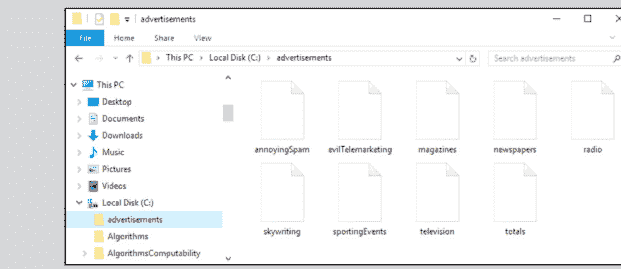 advertisements
File Home Share View
This PC > Local Disk (C:) > advertisements Search advertisements
This PC
Desktop
Documents
Downloads
Music
Pictures
Videos
Local Disk (C:)
advertisements
Algorithms
AlgorithmsComputability
annoyingSpam evilTelemarketing magazines newspapers radio
skywriting sportingEvents television totals